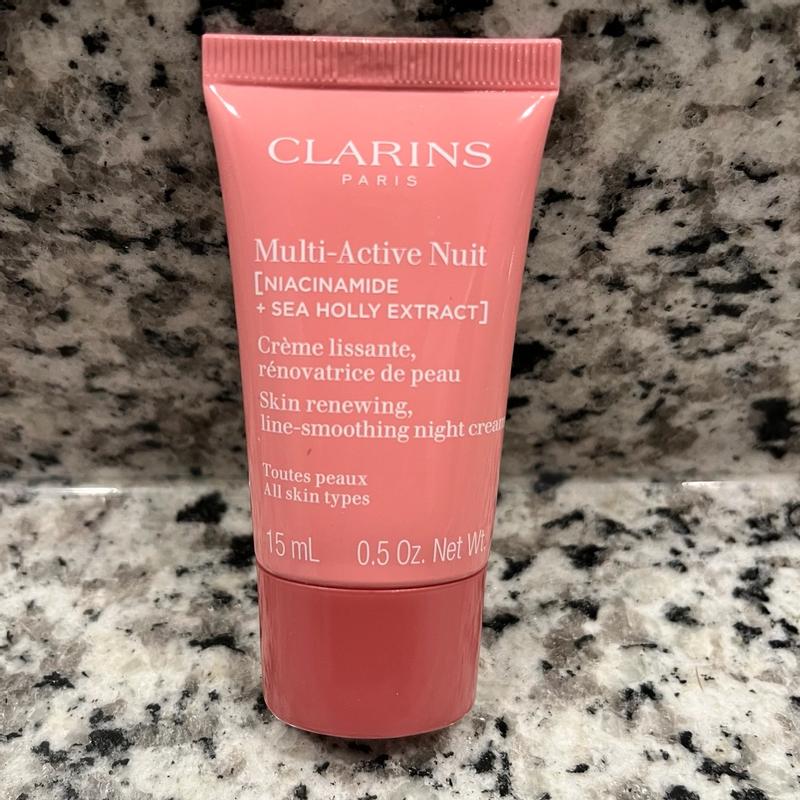 CLARINS
PARIS
Multi-Active Nuit
[NIACINAMIDE
+ SEA HOLLY EXTRACT]
Crème lissante,
rénovatrice de peau
Skin renewing,
line-smoothing night cream
Toutes peaux
All skin types
15 mL 0.5 Oz. Net Wt.